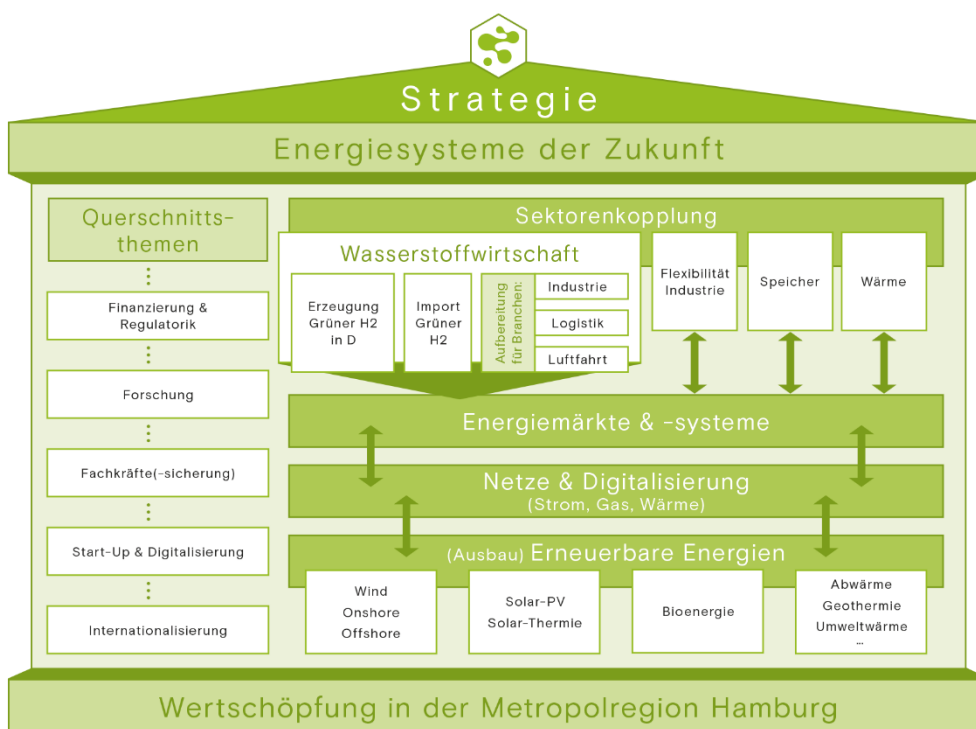 Strategie
Energiesysteme der Zukunft
Querschnitts-
themen
Finanzierung &
Regulatorik
Forschung
Fachkräfte(-sicherung)
Start-Up & Digitalisierung
Internationalisierung
Sektorenkopplung
Wasserstoffwirtschaft
Erzeugung
Grüner H2
in D
Import
Grüner
H2
Aufbereitung
für Branchen:
Industrie
Logistik
Luftfahrt
Flexibilität
Industrie
Speicher
Wärme
Energiemärkte & -systeme
Netze & Digitalisierung
(Strom, Gas, Wärme)
(Ausbau) Erneuerbare Energien
Wind
Onshore
Offshore
Solar-PV
Solar-Thermie
Bioenergie
Abwärme
Geothermie
Umweltwärme
...
Wertschöpfung in der Metropolregion Hamburg